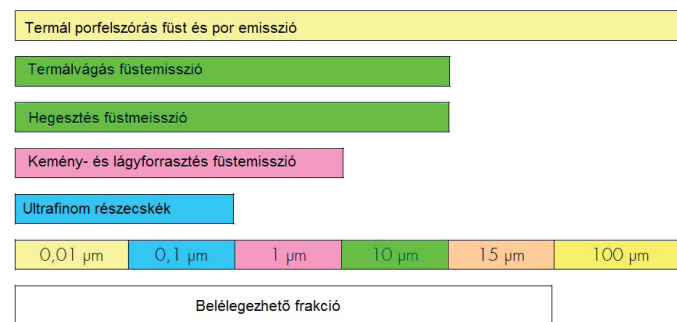 Termál porfelszórás füst és por emisszió
Termálvágás füstemisszió
Hegesztés füstmeisszió
Kemény- és lágyforrasztés füstemisszió
Ultrafinom részecskék
0,01 µm 0,1 µm 1 µm 10 µm 15 µm 100 µm
Belélegezhető frakció